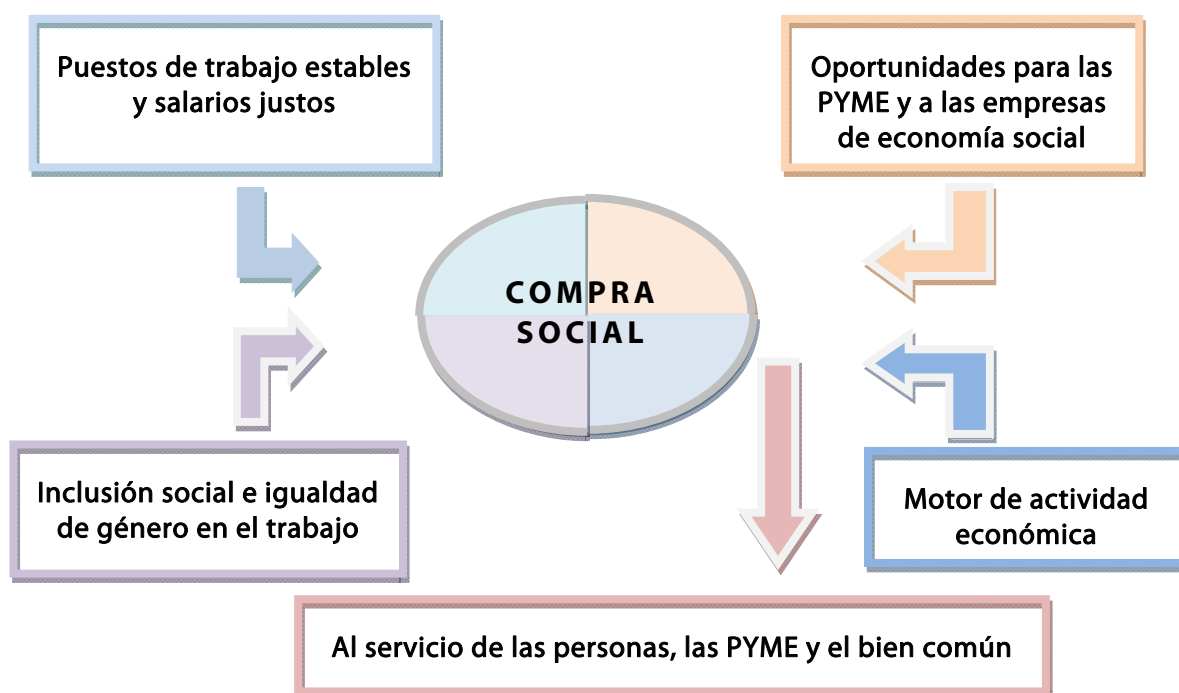 Puestos de trabajo estables
y salarios justos
Oportunidades para las
PYME y a las empresas
de economía social
COMPRA
SOCIAL
Inclusión social e igualdad
de género en el trabajo
Motor de actividad
económica
Al servicio de las personas, las PYME y el bien común